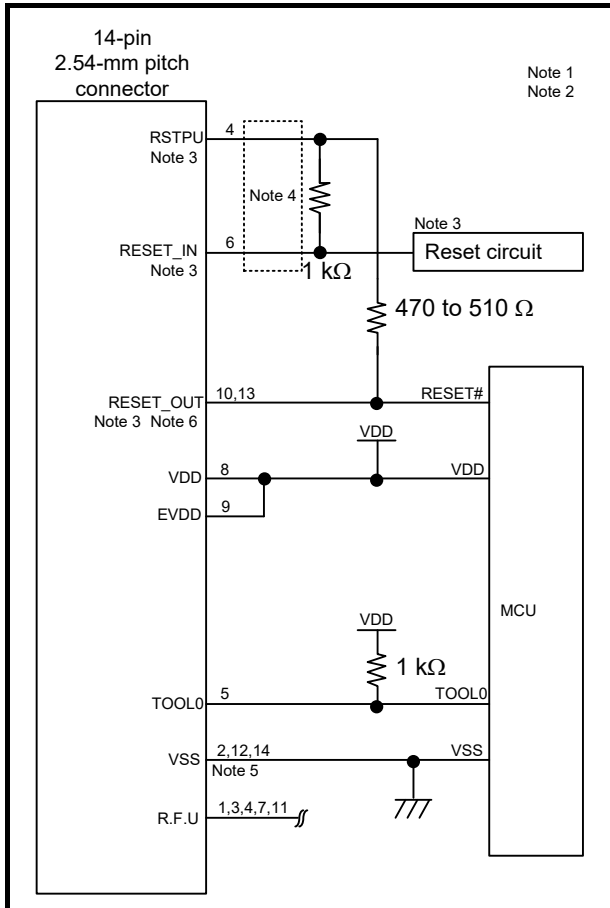 14-pin
2.54-mm pitch
connector
Note 1
Note 2
RSTPU
4
Note 3
Note 4
RESET_IN
6
Note 3
1 kΩ
Note 3
Reset circuit
470 to 510 Ω
RESET_OUT
10,13
RESET#
Note 3 Note 6
VDD
VDD
8
VDD
EVDD
9
MCU
VDD
1 kΩ
TOOL0
5
TOOL0
VSS
2,12,14
VSS
Note 5
R.F.U
1,3,4,7,11